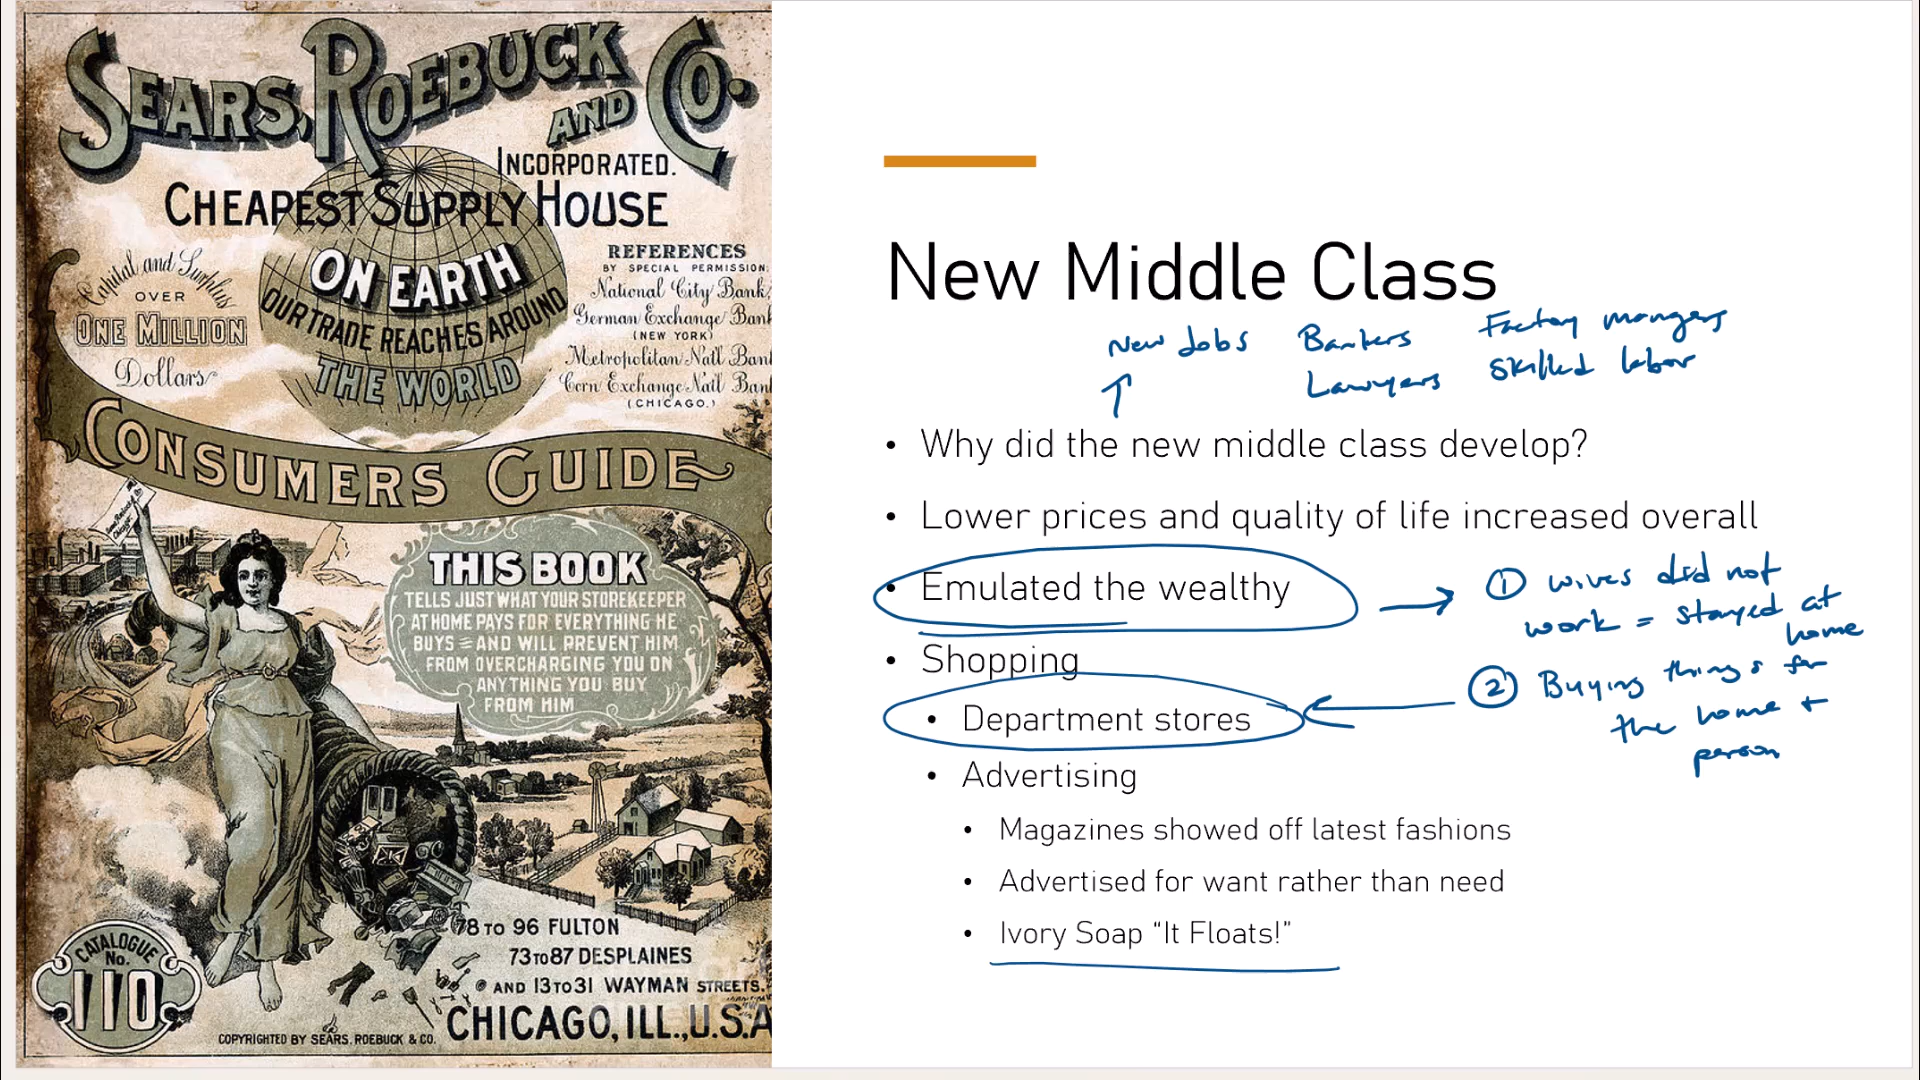 SEARS, ROEBUCK
AND CO.
INCORPORATED.
CHEAPEST SUPPLY HOUSE
ON EARTH
OUR TRADE REACHES AROUND
THE WORLD
Capital and Surplus
OVER
ONE MILLION
Dollars
REFERENCES
BY SPECIAL PERMISSION:
National City Bank,
German Exchange Bank
(NEW YORK)
Metropolitan Nat'l Bank
Corn Exchange Nat'l Bank
(CHICAGO.)
CONSUMERS GUIDE
THIS BOOK
TELLS JUST WHAT YOUR STOREKEEPER
AT HOME PAYS FOR EVERYTHING HE
BUYS = AND WILL PREVENT HIM
FROM OVERCHARGING YOU ON
ANYTHING YOU BUY
FROM HIM
78 TO 96 FULTON
73 TO 87 DESPLAINES
AND 13 TO 31 WAYMAN STREETS.
CHICAGO, ILL., U.S.A
CATALOGUE
No.
110
COPYRIGHTED BY SEARS, ROEBUCK & CO.
New Middle Class
New Jobs Bankers Factory mangers
Lawyers Skilled labor
• Why did the new middle class develop?
• Lower prices and quality of life increased overall
• Emulated the wealthy
→ ① wives did not
work = stayed at
home
• Shopping
• Department stores
② Buying things for
the home +
person
• Advertising
• Magazines showed off latest fashions
• Advertised for want rather than need
• Ivory Soap “It Floats!”